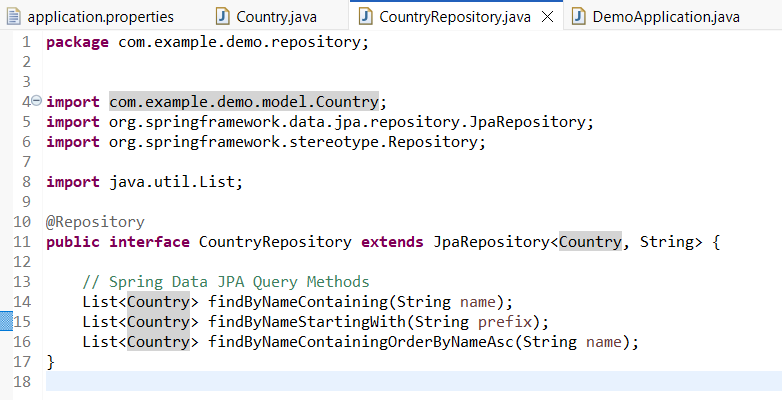 application.properties Country.java CountryRepository.java DemoApplication.java
1 package com.example.demo.repository;
2
3
4 import com.example.demo.model.Country;
5 import org.springframework.data.jpa.repository.JpaRepository;
6 import org.springframework.stereotype.Repository;
7
8 import java.util.List;
9
10 @Repository
11 public interface CountryRepository extends JpaRepository<Country, String> {
12
13     // Spring Data JPA Query Methods
14     List<Country> findByNameContaining(String name);
15     List<Country> findByNameStartingWith(String prefix);
16     List<Country> findByNameContainingOrderByNameAsc(String name);
17 }
18